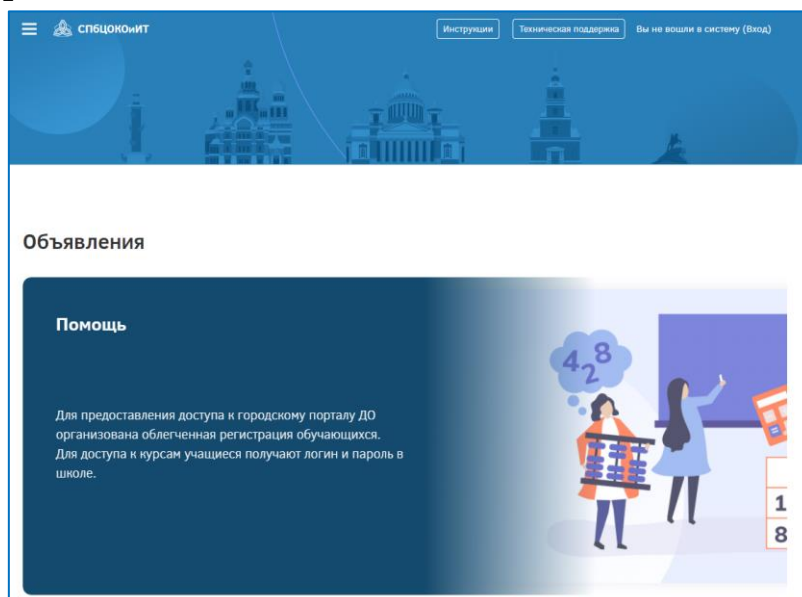 СПбЦОКОиИТ
Инструкции
Техническая поддержка
Вы не вошли в систему (Вход)
Объявления
Помощь
Для предоставления доступа к городскому порталу ДО
организована облегченная регистрация обучающихся.
Для доступа к курсам учащиеся получают логин и пароль в
школе.
4 2 8
1
8